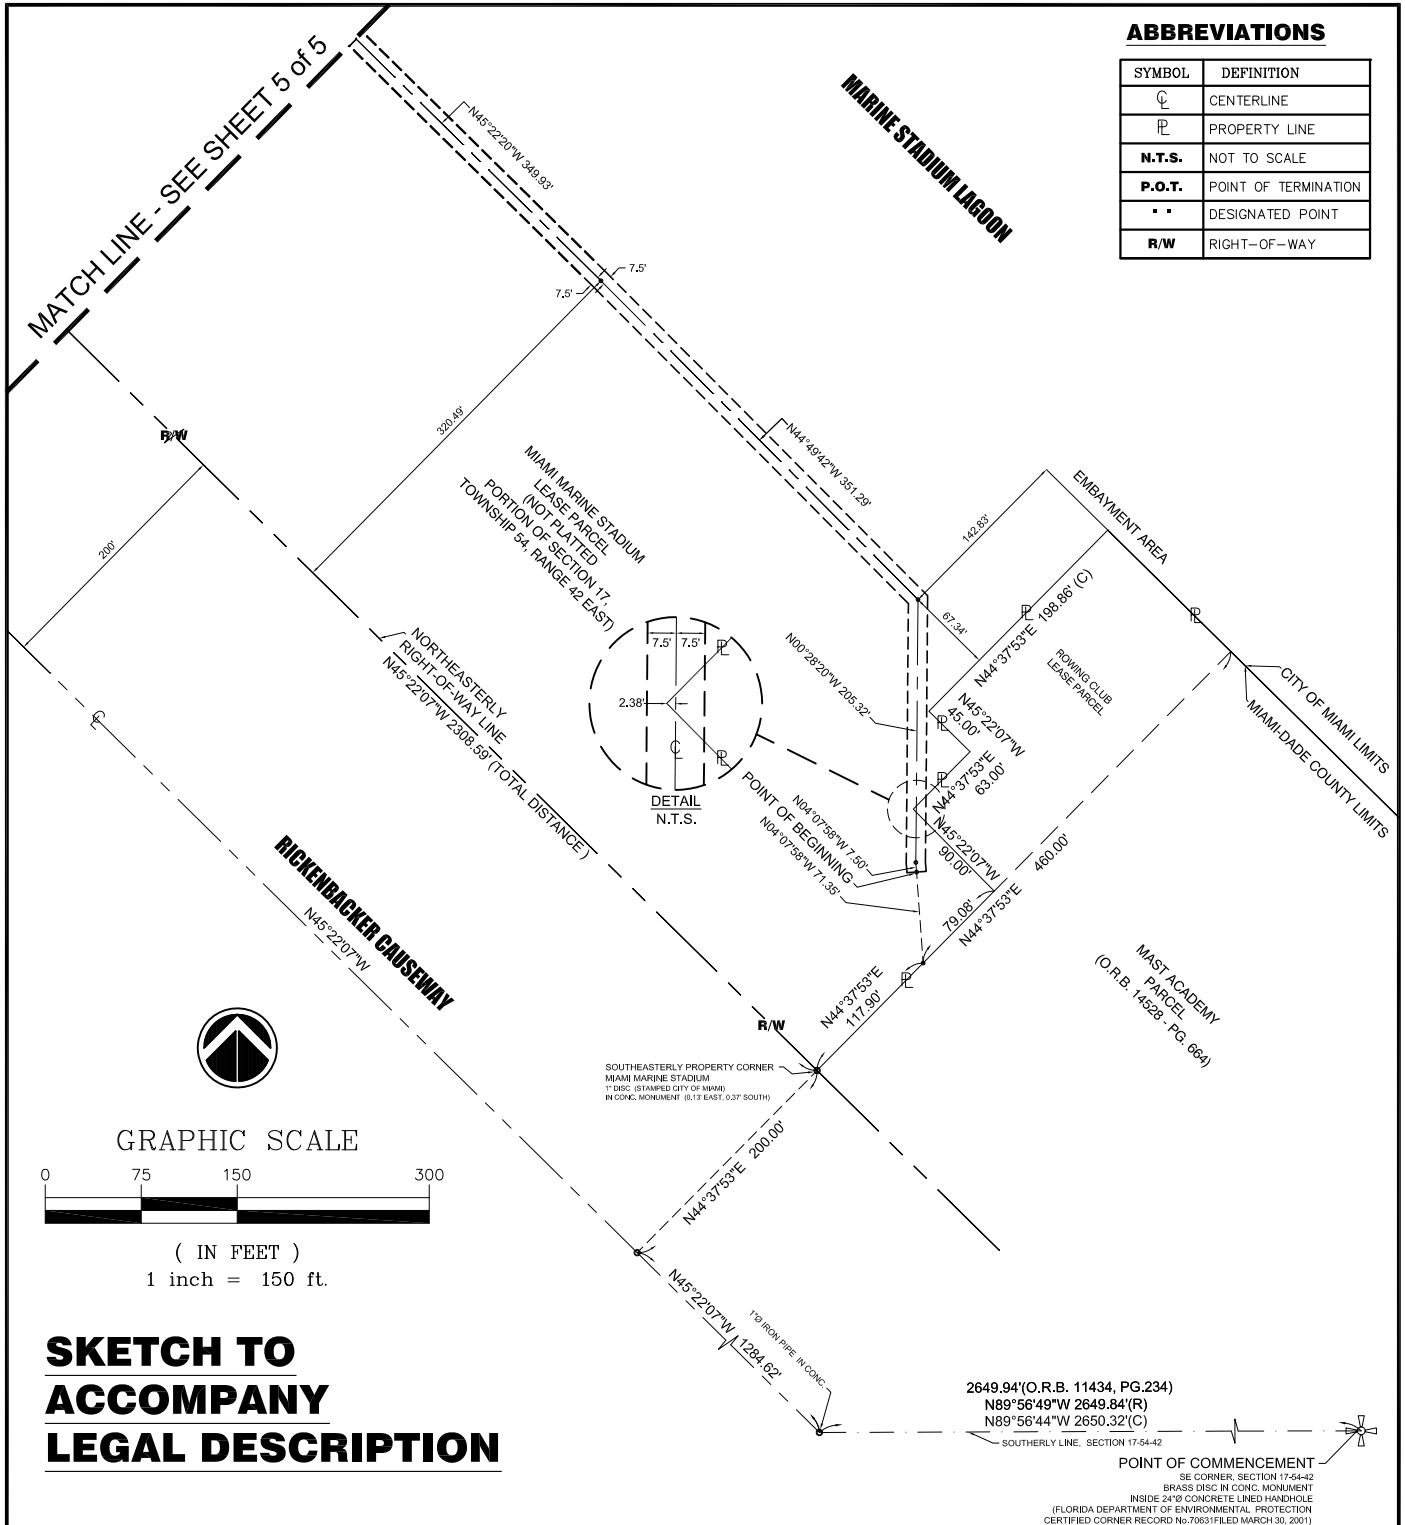 ABBREVIATIONS
SYMBOL DEFINITION
℄ CENTERLINE
PL PROPERTY LINE
N.T.S. NOT TO SCALE
P.O.T. POINT OF TERMINATION
DESIGNATED POINT
R/W RIGHT-OF-WAY
MATCH LINE - SEE SHEET 5 of 5
N45°22'20"W 349.93'
MARINE STADIUM LAGOON
7.5'
7.5'
320.49'
R/W
200'
MIAMI MARINE STADIUM
LEASE PARCEL
(NOT PLATTED
PORTION OF SECTION 17,
TOWNSHIP 54, RANGE 42 EAST)
N44°49'42"W 351.29'
142.83'
EMBAYMENT AREA
67.34'
N44°37'53"E 198.86' (C)
PL
PL
ROWING CLUB
LEASE PARCEL
CITY OF MIAMI LIMITS
MIAMI-DADE COUNTY LIMITS
N00°28'20"W 205.32'
N45°22'07"W
45.00'
PL
N44°37'53"E
63.00'
PL
N45°22'07"W
90.00'
460.00'
N44°37'53"E
79.08'
NORTHEASTERLY
RIGHT-OF-WAY LINE
N45°22'07"W 2308.59' (TOTAL DISTANCE)
7.5' 7.5'
PL
2.38'
℄
PL
DETAIL
N.T.S.
POINT OF BEGINNING
N04°07'58"W 7.50'
N04°07'58"W 71.35'
℄
RICKENBACKER CAUSEWAY
N45°22'07"W
N44°37'53"E
117.90'
PL
MAST ACADEMY
PARCEL
(O.R.B. 14528 - PG. 664)
R/W
SOUTHEASTERLY PROPERTY CORNER
MIAMI MARINE STADIUM
1" DISC (STAMPED CITY OF MIAMI)
IN CONC. MONUMENT (0.13' EAST, 0.37' SOUTH)
N44°37'53"E 200.00'
GRAPHIC SCALE
0 75 150 300
( IN FEET )
1 inch = 150 ft.
N45°22'07"W 1284.62'
1"Ø IRON PIPE IN CONC.
SKETCH TO
ACCOMPANY
LEGAL DESCRIPTION
2649.94'(O.R.B. 11434, PG.234)
N89°56'49"W 2649.84'(R)
N89°56'44"W 2650.32'(C)
SOUTHERLY LINE, SECTION 17-54-42
POINT OF COMMENCEMENT
SE CORNER, SECTION 17-54-42
BRASS DISC IN CONC. MONUMENT
INSIDE 24"Ø CONCRETE LINED HANDHOLE
(FLORIDA DEPARTMENT OF ENVIRONMENTAL PROTECTION
CERTIFIED CORNER RECORD No.70631FILED MARCH 30, 2001)